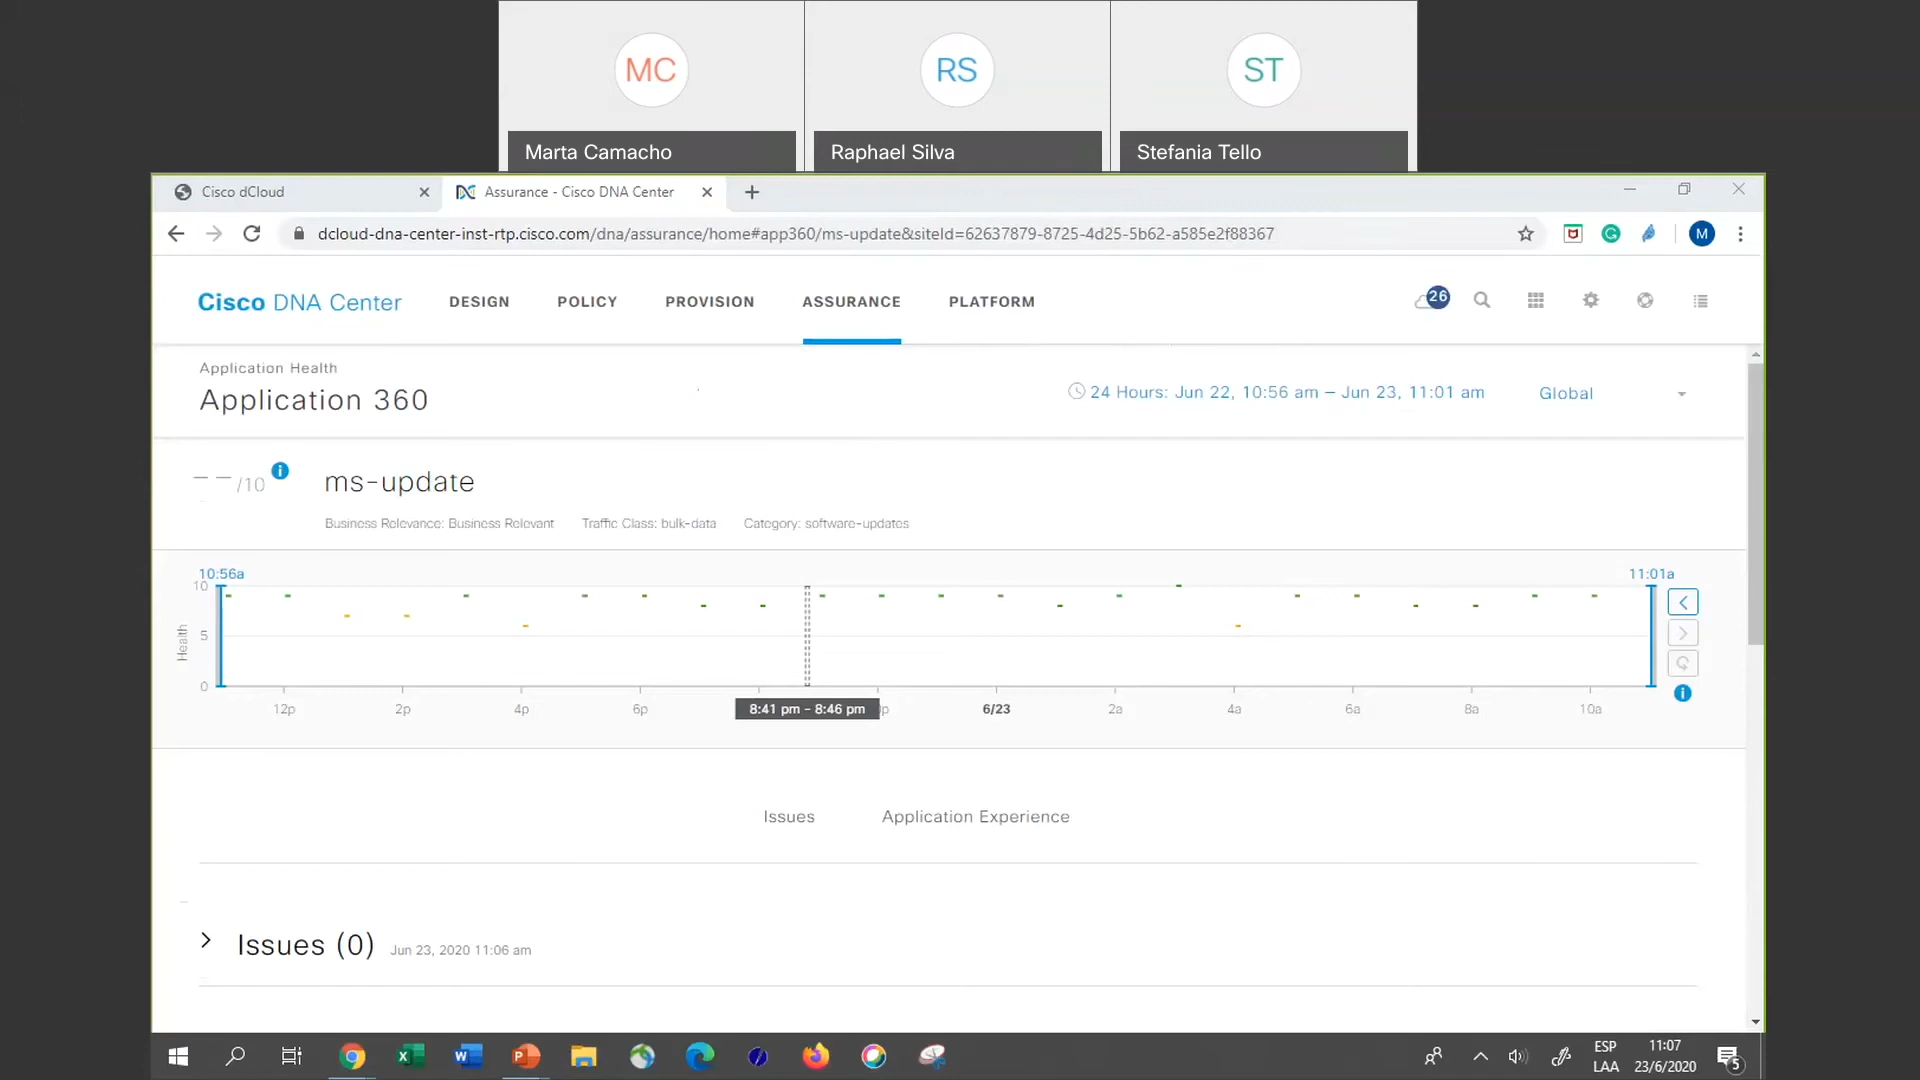 MC
RS
ST
Marta Camacho
Raphael Silva
Stefania Tello
Cisco dCloud
Assurance - Cisco DNA Center
dcloud-dna-center-inst-rtp.cisco.com/dna/assurance/home#app360/ms-update&siteId=62637879-8725-4d25-5b62-a585e2f88367
M
Cisco DNA Center
DESIGN
POLICY
PROVISION
ASSURANCE
PLATFORM
26
Application Health
Application 360
24 Hours: Jun 22, 10:56 am – Jun 23, 11:01 am
Global
--/10
ms-update
Business Relevance: Business Relevant
Traffic Class: bulk-data
Category: software-updates
10:56a
11:01a
Health
10
5
0
12p
2p
4p
6p
8:41 pm - 8:46 pm
6/23
2a
4a
6a
8a
10a
Issues
Application Experience
Issues (0)
Jun 23, 2020 11:06 am
ESP
LAA
11:07
23/6/2020
5